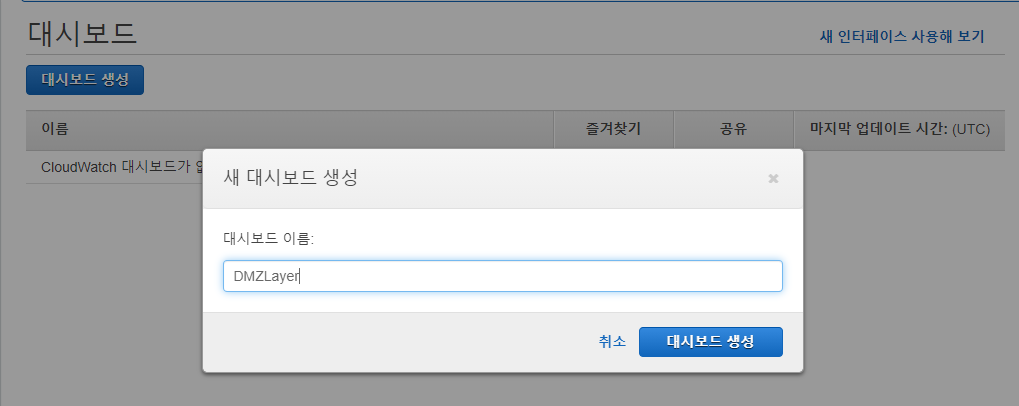 대시보드
새 인터페이스 사용해 보기
대시보드 생성
이름 즐겨찾기 공유 마지막 업데이트 시간: (UTC)
CloudWatch 대시보드가
새 대시보드 생성
대시보드 이름:
DMZLayer
취소 대시보드 생성